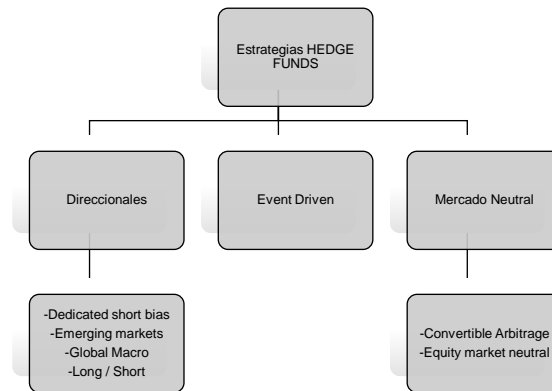 Estrategias HEDGE
FUNDS
Direccionales
Event Driven
Mercado Neutral
-Dedicated short bias
-Emerging markets
-Global Macro
-Long / Short
-Convertible Arbitrage
-Equity market neutral